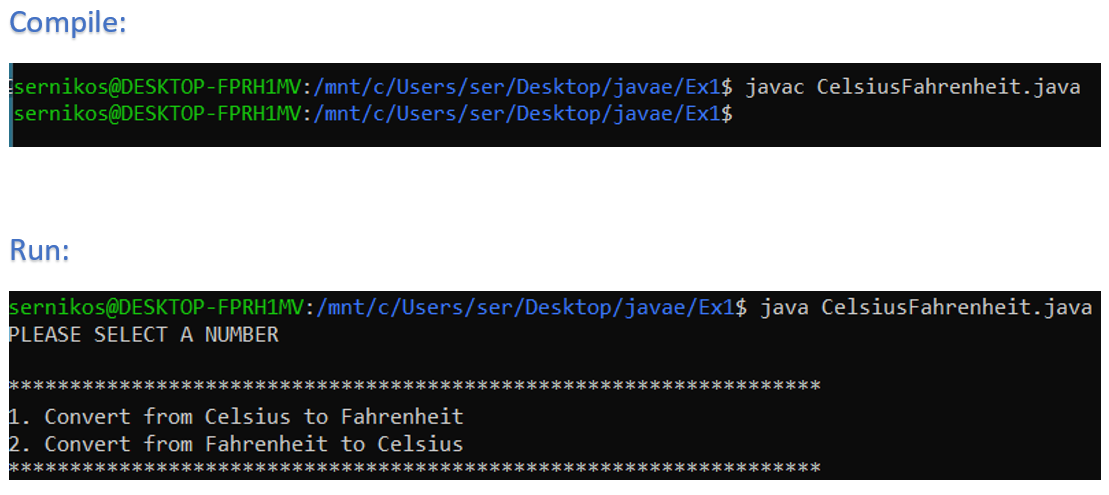 Compile:
sernikos@DESKTOP-FPRH1MV:/mnt/c/Users/ser/Desktop/javae/Ex1$ javac CelsiusFahrenheit.java
sernikos@DESKTOP-FPRH1MV:/mnt/c/Users/ser/Desktop/javae/Ex1$
Run:
sernikos@DESKTOP-FPRH1MV:/mnt/c/Users/ser/Desktop/javae/Ex1$ java CelsiusFahrenheit.java
PLEASE SELECT A NUMBER
******************************************************************
1. Convert from Celsius to Fahrenheit
2. Convert from Fahrenheit to Celsius
******************************************************************